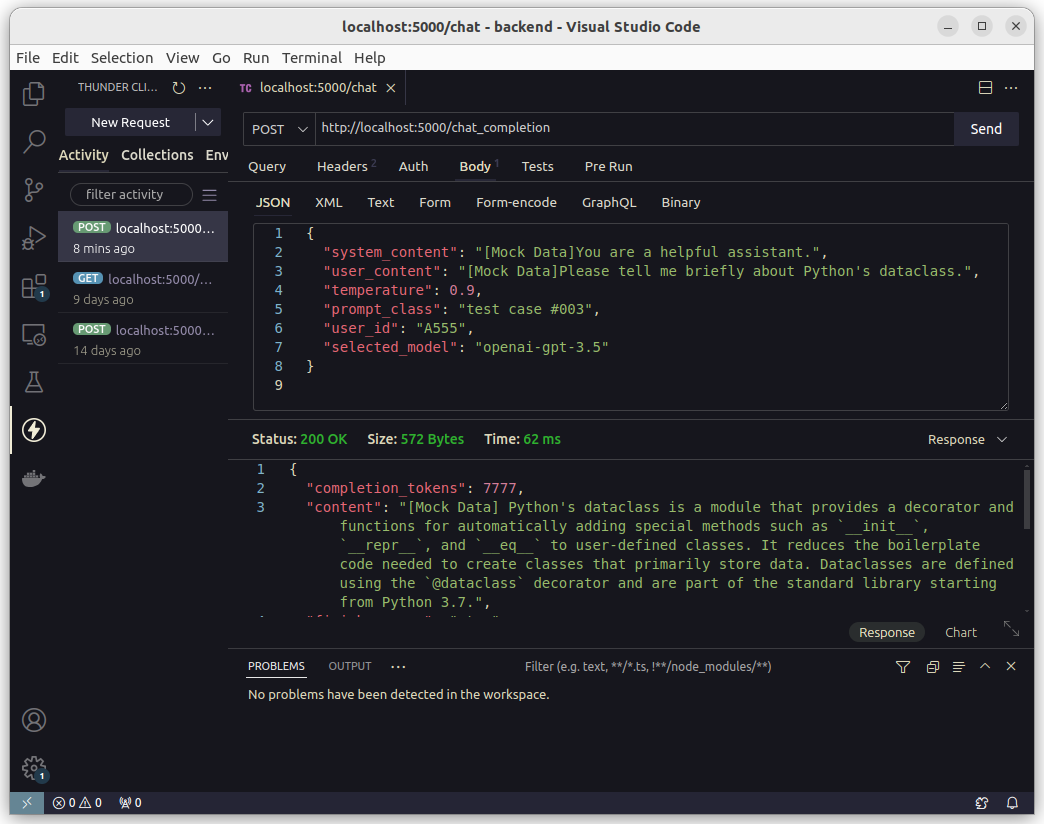 localhost:5000/chat - backend - Visual Studio Code
File Edit Selection View Go Run Terminal Help
THUNDER CLI...
TC localhost:5000/chat
New Request
Activity Collections Env
filter activity
POST localhost:5000...
8 mins ago
GET localhost:5000/...
9 days ago
POST localhost:5000...
14 days ago
1
1
POST http://localhost:5000/chat_completion Send
Query Headers 2 Auth Body 1 Tests Pre Run
JSON XML Text Form Form-encode GraphQL Binary
1 {
2 "system_content": "[Mock Data]You are a helpful assistant.",
3 "user_content": "[Mock Data]Please tell me briefly about Python's dataclass.",
4 "temperature": 0.9,
5 "prompt_class": "test case #003",
6 "user_id": "A555",
7 "selected_model": "openai-gpt-3.5"
8 }
9
Status: 200 OK Size: 572 Bytes Time: 62 ms Response
1 {
2 "completion_tokens": 7777,
3 "content": "[Mock Data] Python's dataclass is a module that provides a decorator and
functions for automatically adding special methods such as `__init__`,
`__repr__`, and `__eq__` to user-defined classes. It reduces the boilerplate
code needed to create classes that primarily store data. Dataclasses are defined
using the `@dataclass` decorator and are part of the standard library starting
from Python 3.7.",
Response Chart
PROBLEMS OUTPUT ... Filter (e.g. text, **/*.ts, !**/node_modules/**)
No problems have been detected in the workspace.
0 0 0